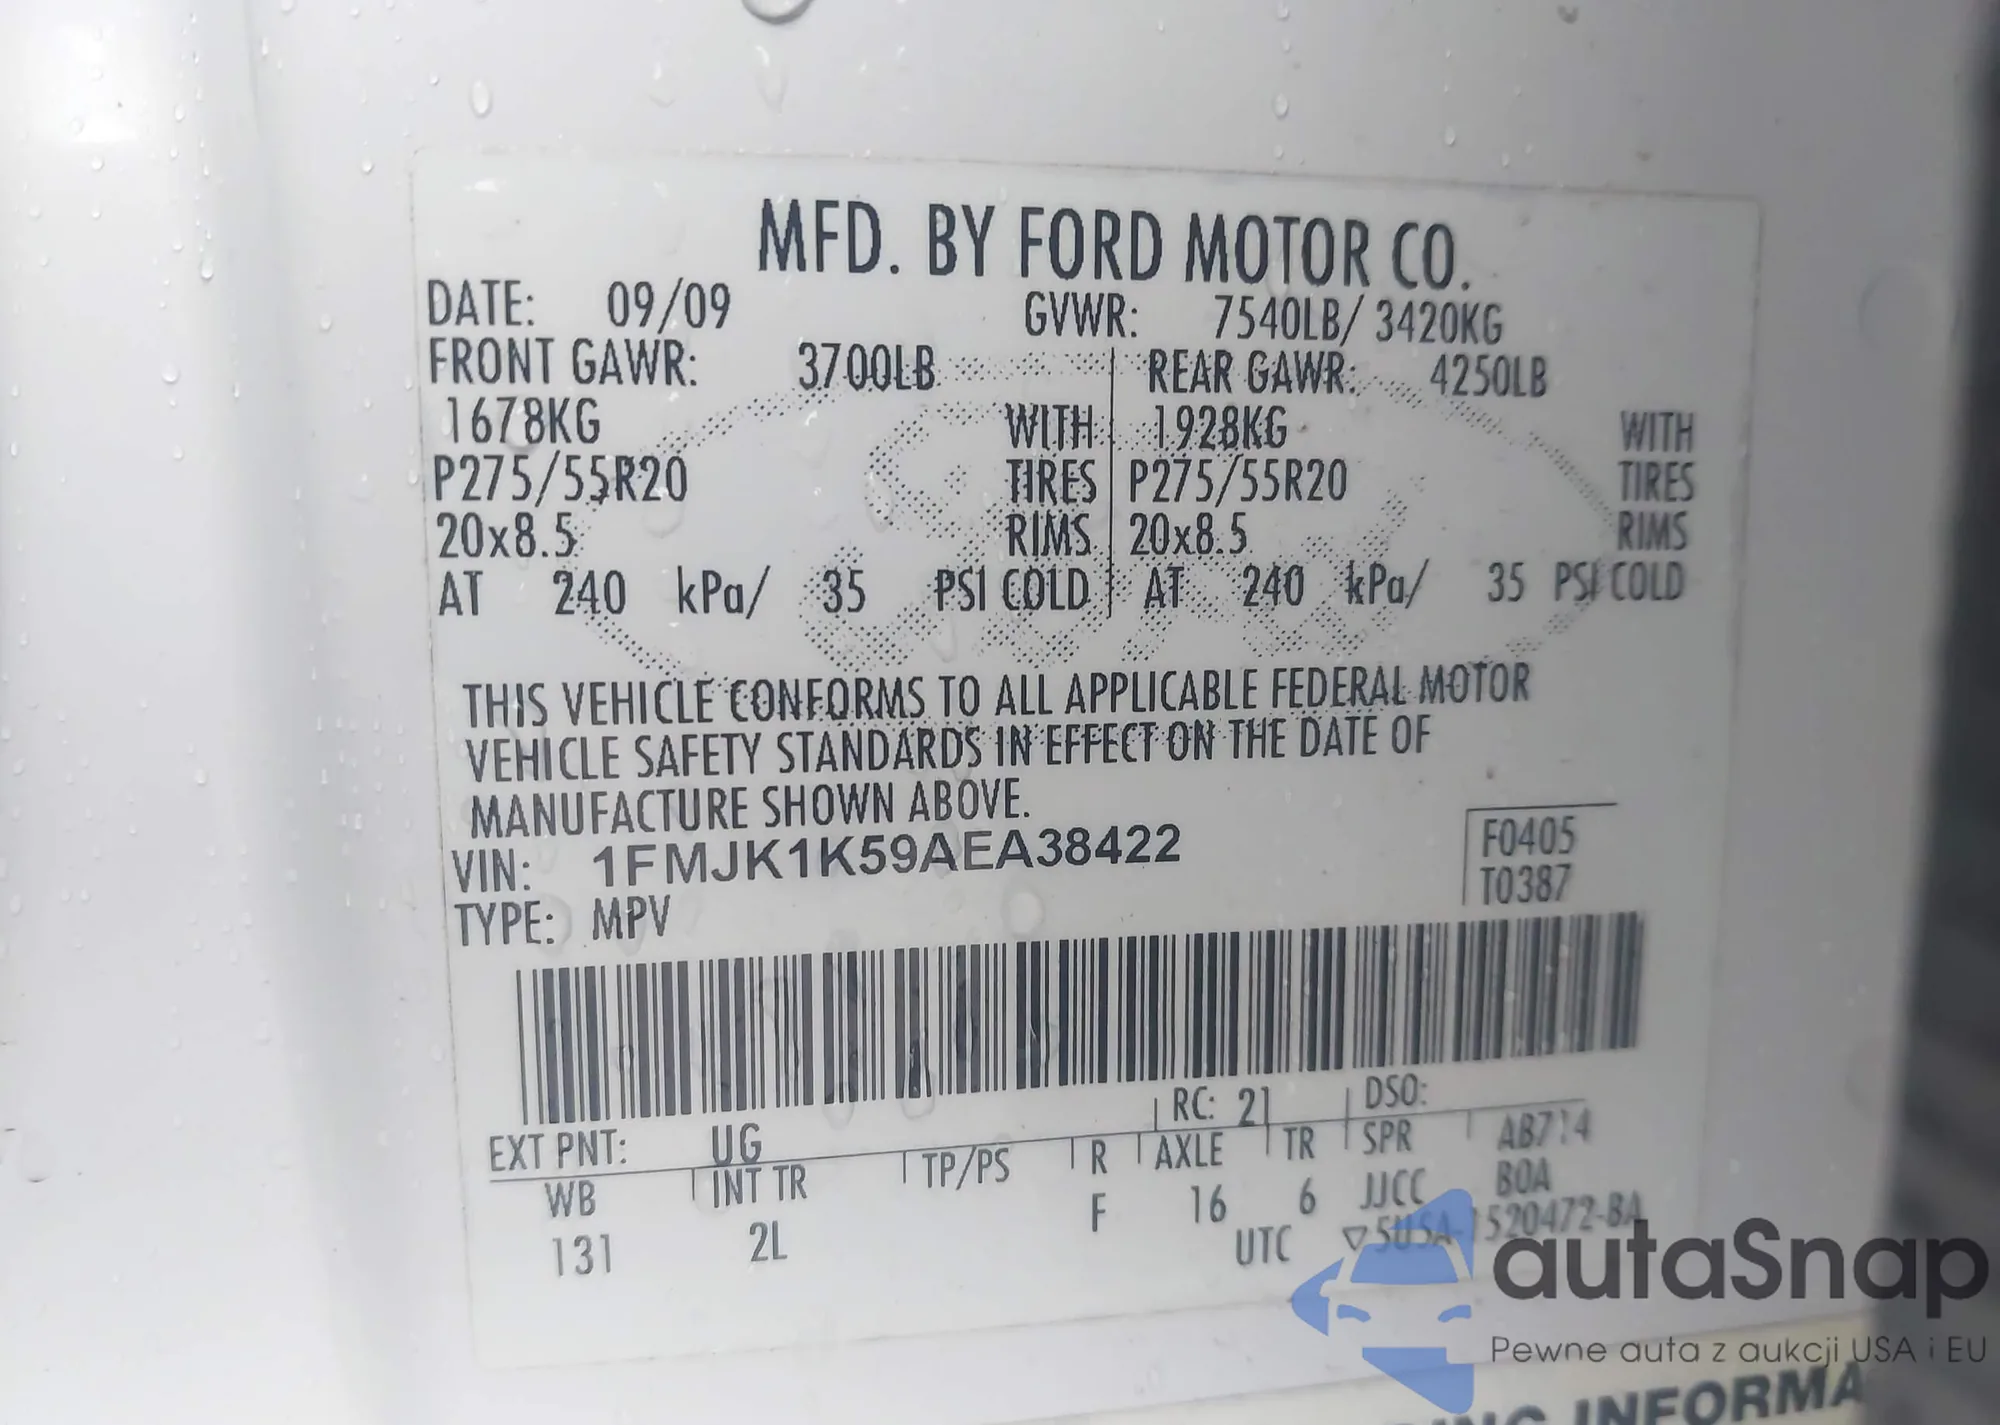 MFD. BY FORD MOTOR CO.
DATE: 09/09 GVWR: 7540LB/ 3420KG
FRONT GAWR: 3700LB REAR GAWR: 4250LB
1678KG WITH 1928KG WITH
P275/55R20 TIRES P275/55R20 TIRES
20x8.5 RIMS 20x8.5 RIMS
AT 240 kPa/ 35 PSI COLD AT 240 kPa/ 35 PSI COLD
THIS VEHICLE CONFORMS TO ALL APPLICABLE FEDERAL MOTOR
VEHICLE SAFETY STANDARDS IN EFFECT ON THE DATE OF
MANUFACTURE SHOWN ABOVE.
VIN: 1FMJK1K59AEA38422
F0405
TYPE: MPV
T0387
RC: 21 DSO:
EXT PNT: UG
WB INT TR TP/PS R AXLE TR SPR AB714
131 2L F 16 6 JJCC BOA
UTC ▽5U5A-1520472-BA
autaSnap
Pewne auta z aukcji USA i EU
INFORMA